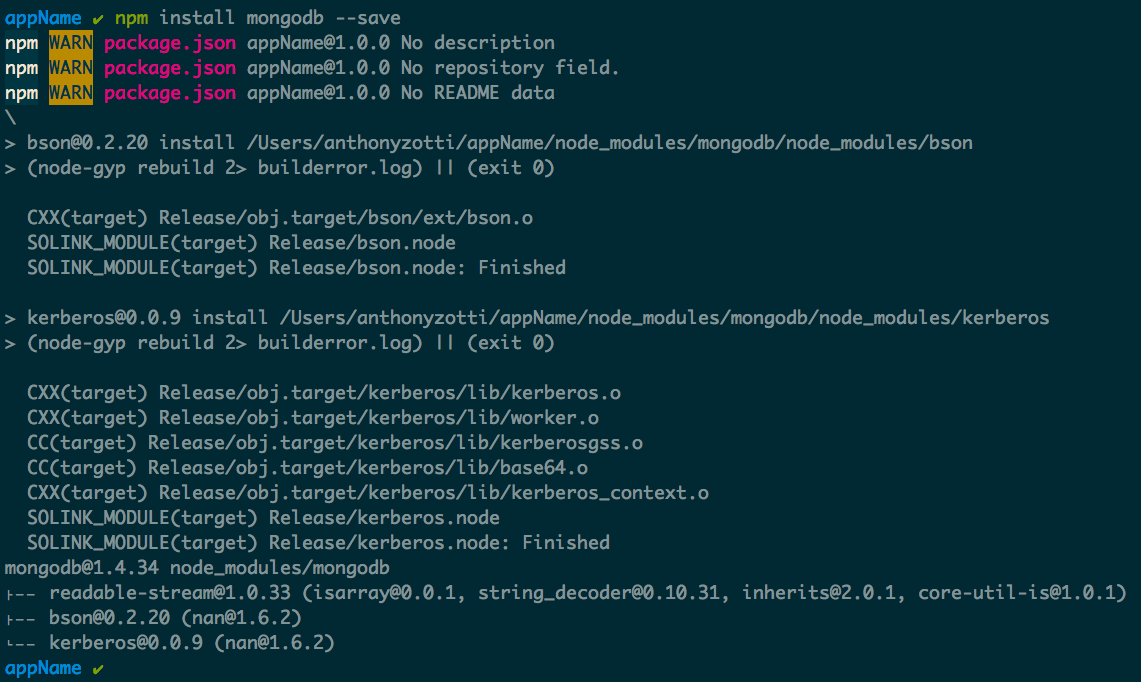 appName ✔ npm install mongodb --save
npm WARN package.json appName@1.0.0 No description
npm WARN package.json appName@1.0.0 No repository field.
npm WARN package.json appName@1.0.0 No README data
\
> bson@0.2.20 install /Users/anthonyzotti/appName/node_modules/mongodb/node_modules/bson
> (node-gyp rebuild 2> builderror.log) || (exit 0)
CXX(target) Release/obj.target/bson/ext/bson.o
SOLINK_MODULE(target) Release/bson.node
SOLINK_MODULE(target) Release/bson.node: Finished
> kerberos@0.0.9 install /Users/anthonyzotti/appName/node_modules/mongodb/node_modules/kerberos
> (node-gyp rebuild 2> builderror.log) || (exit 0)
CXX(target) Release/obj.target/kerberos/lib/kerberos.o
CXX(target) Release/obj.target/kerberos/lib/worker.o
CC(target) Release/obj.target/kerberos/lib/kerberosgss.o
CC(target) Release/obj.target/kerberos/lib/base64.o
CXX(target) Release/obj.target/kerberos/lib/kerberos_context.o
SOLINK_MODULE(target) Release/kerberos.node
SOLINK_MODULE(target) Release/kerberos.node: Finished
mongodb@1.4.34 node_modules/mongodb
├── readable-stream@1.0.33 (isarray@0.0.1, string_decoder@0.10.31, inherits@2.0.1, core-util-is@1.0.1)
├── bson@0.2.20 (nan@1.6.2)
└── kerberos@0.0.9 (nan@1.6.2)
appName ✔